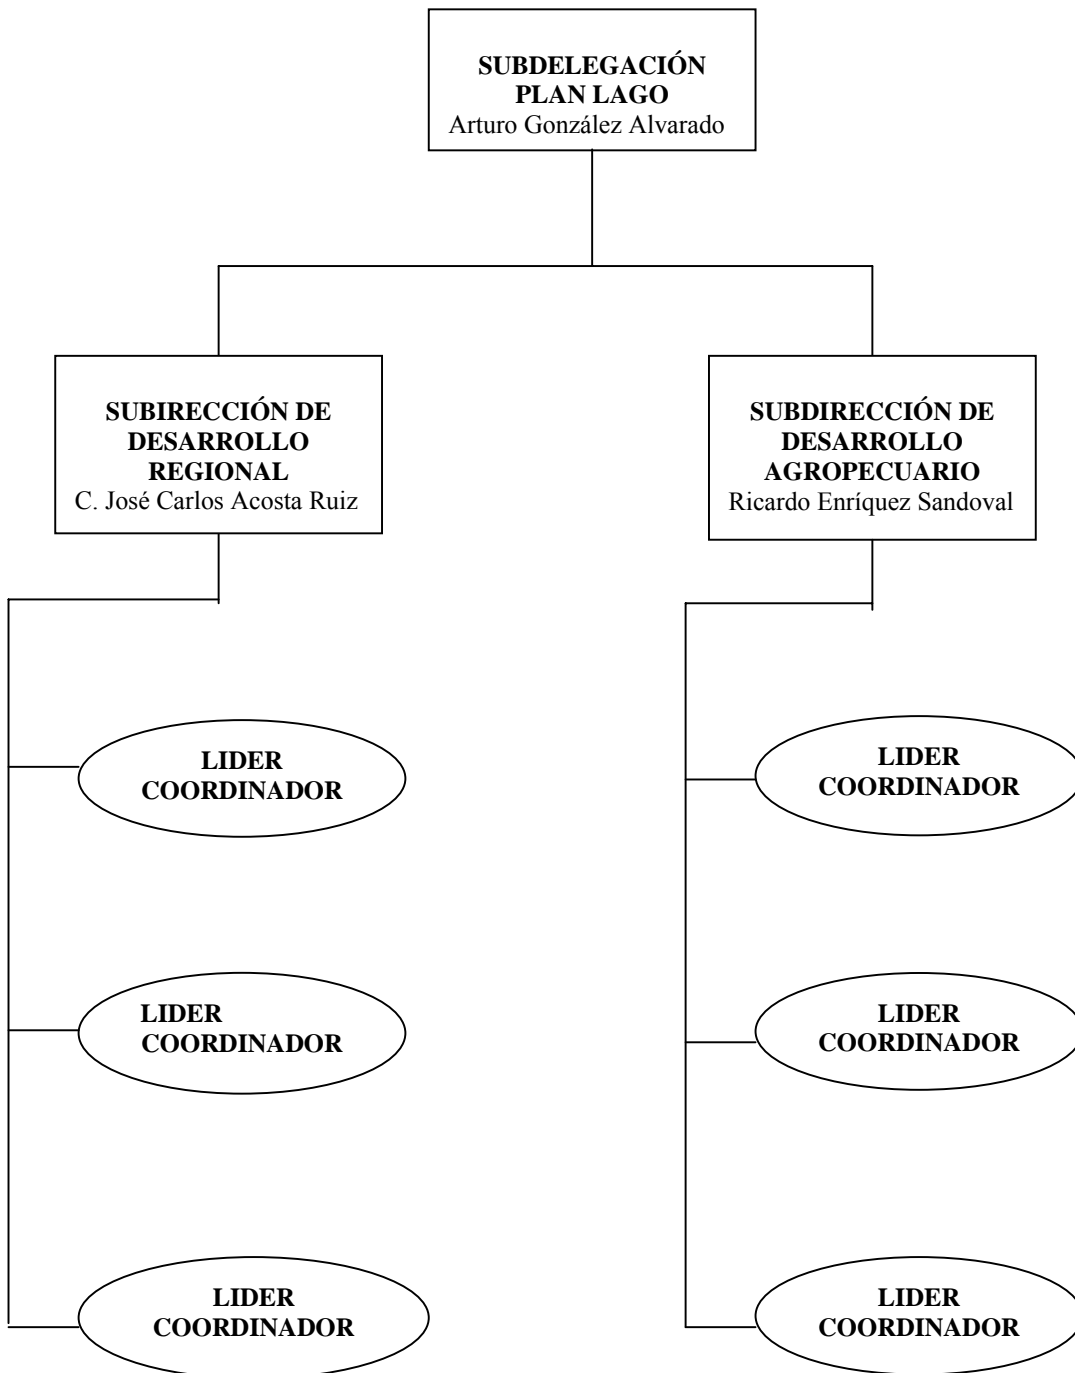 SUBDELEGACIÓN
PLAN LAGO
Arturo González Alvarado
SUBIRECCIÓN DE
DESARROLLO
REGIONAL
C. José Carlos Acosta Ruiz
SUBDIRECCIÓN DE
DESARROLLO
AGROPECUARIO
Ricardo Enríquez Sandoval
LIDER
COORDINADOR
LIDER
COORDINADOR
LIDER
COORDINADOR
LIDER
COORDINADOR
LIDER
COORDINADOR
LIDER
COORDINADOR